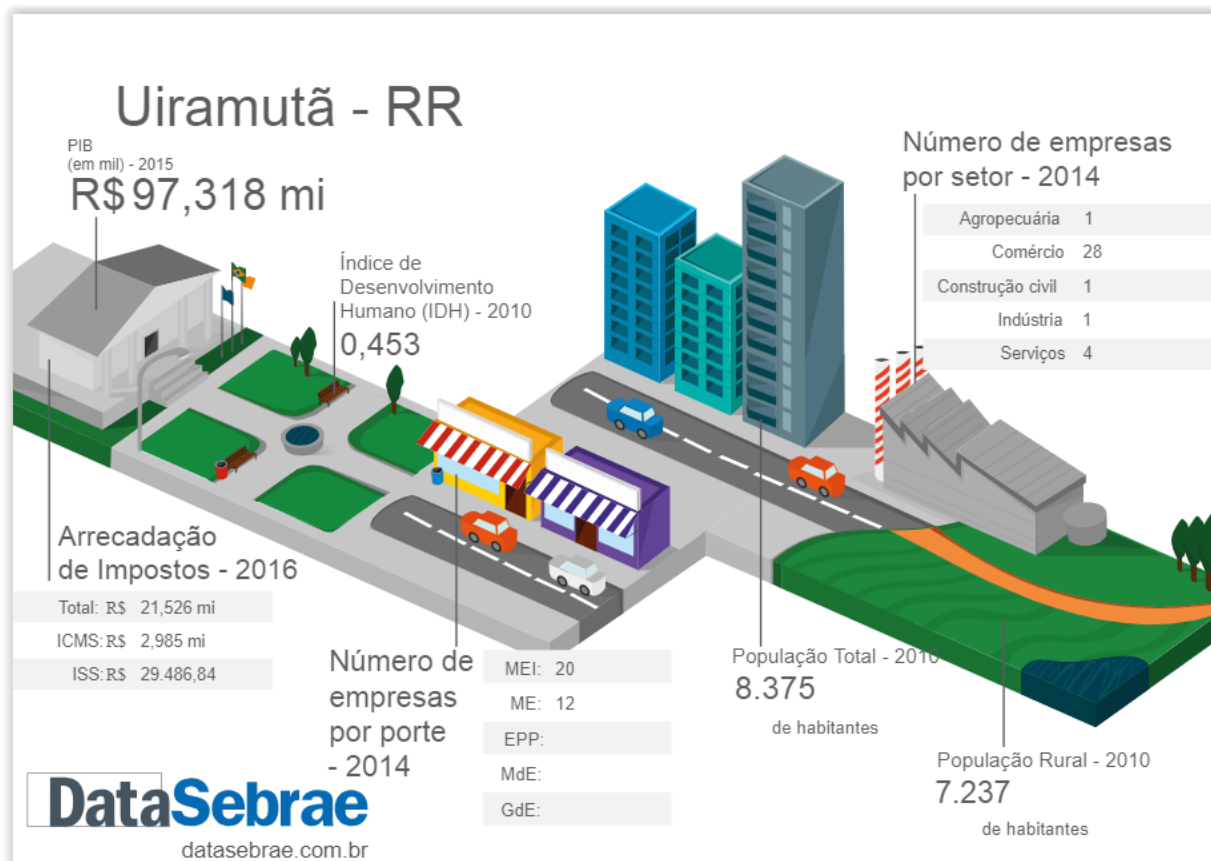 Uiramutã - RR
PIB
(em mil) - 2015
R$ 97,318 mi
Índice de
Desenvolvimento
Humano (IDH) - 2010
0,453
Número de empresas
por setor - 2014
Agropecuária 1
Comércio 28
Construção civil 1
Indústria 1
Serviços 4
Arrecadação
de Impostos - 2016
Total: R$ 21,526 mi
ICMS: R$ 2,985 mi
ISS: R$ 29.486,84
Número de
empresas
por porte
- 2014
MEI: 20
ME: 12
EPP:
MdE:
GdE:
População Total - 2010
8.375
de habitantes
População Rural - 2010
7.237
de habitantes
DataSebrae
datasebrae.com.br